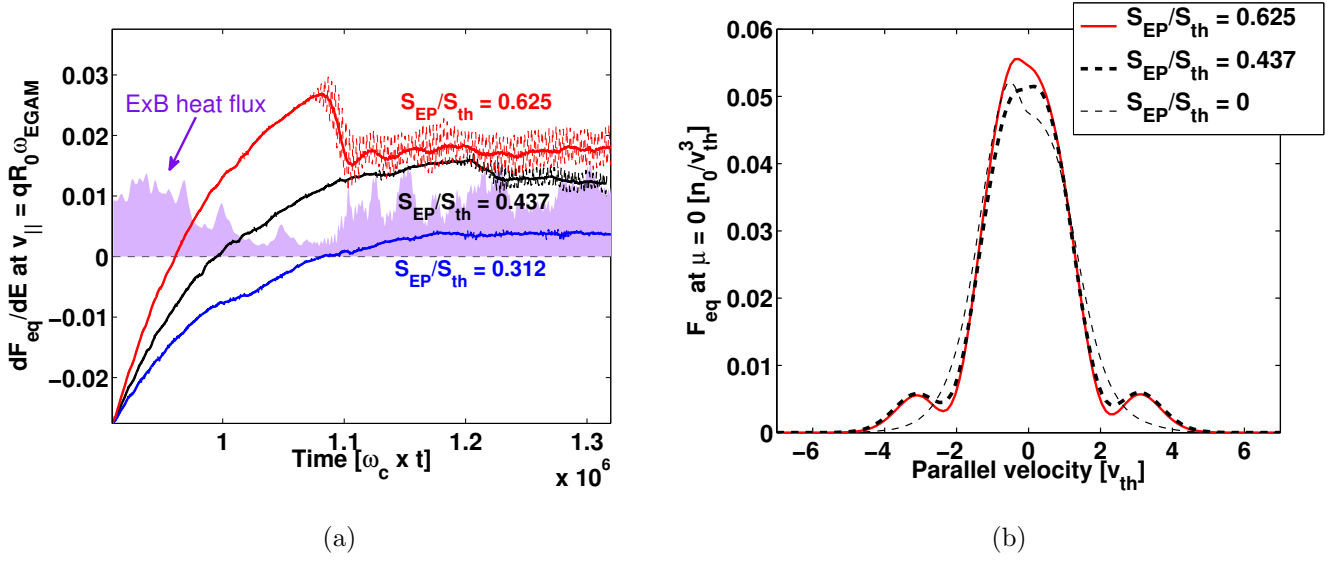 0.03
0.02
0.01
0
−0.01
−0.02
dF_eq/dE at v_|| = qR_0ω_EGAM
ExB heat flux
S_EP/S_th = 0.625
S_EP/S_th = 0.437
S_EP/S_th = 0.312
1 1.1 1.2 1.3
Time [ω_c x t]
x 10^6
(a)
0.06
0.05
0.04
0.03
0.02
0.01
0
F_eq at μ = 0 [n_0/v_th^3]
S_EP/S_th = 0.625
S_EP/S_th = 0.437
S_EP/S_th = 0
−6 −4 −2 0 2 4 6
Parallel velocity [v_th]
(b)